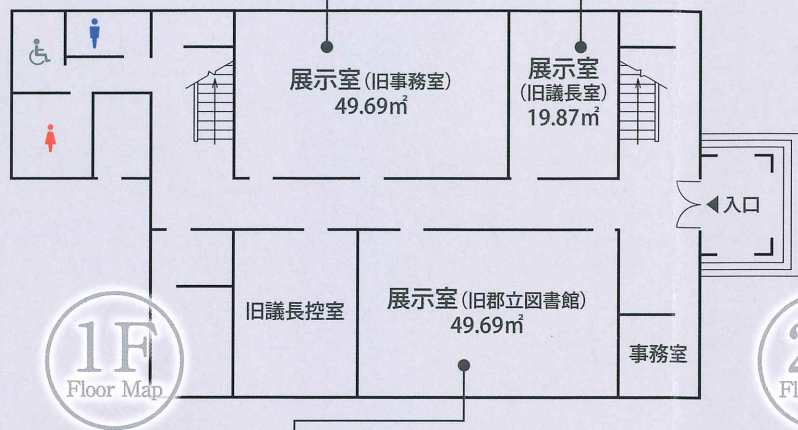 展示室(旧事務室)
49.69㎡
展示室
(旧議長室)
19.87㎡
入口
旧議長控室
展示室(旧郡立図書館)
49.69㎡
事務室
1F
Floor Map